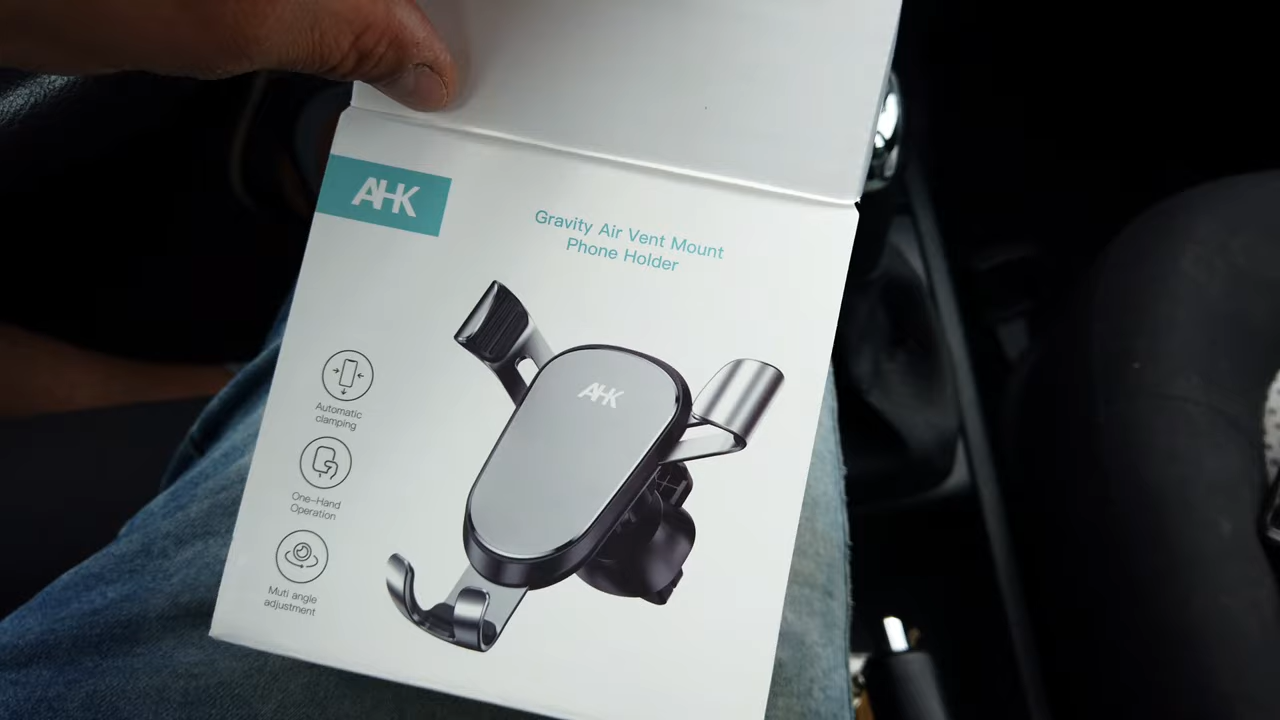 AHK
Gravity Air Vent Mount
Phone Holder
AHK
Automatic
clamping
One-Hand
Operation
Muti angle
adjustment